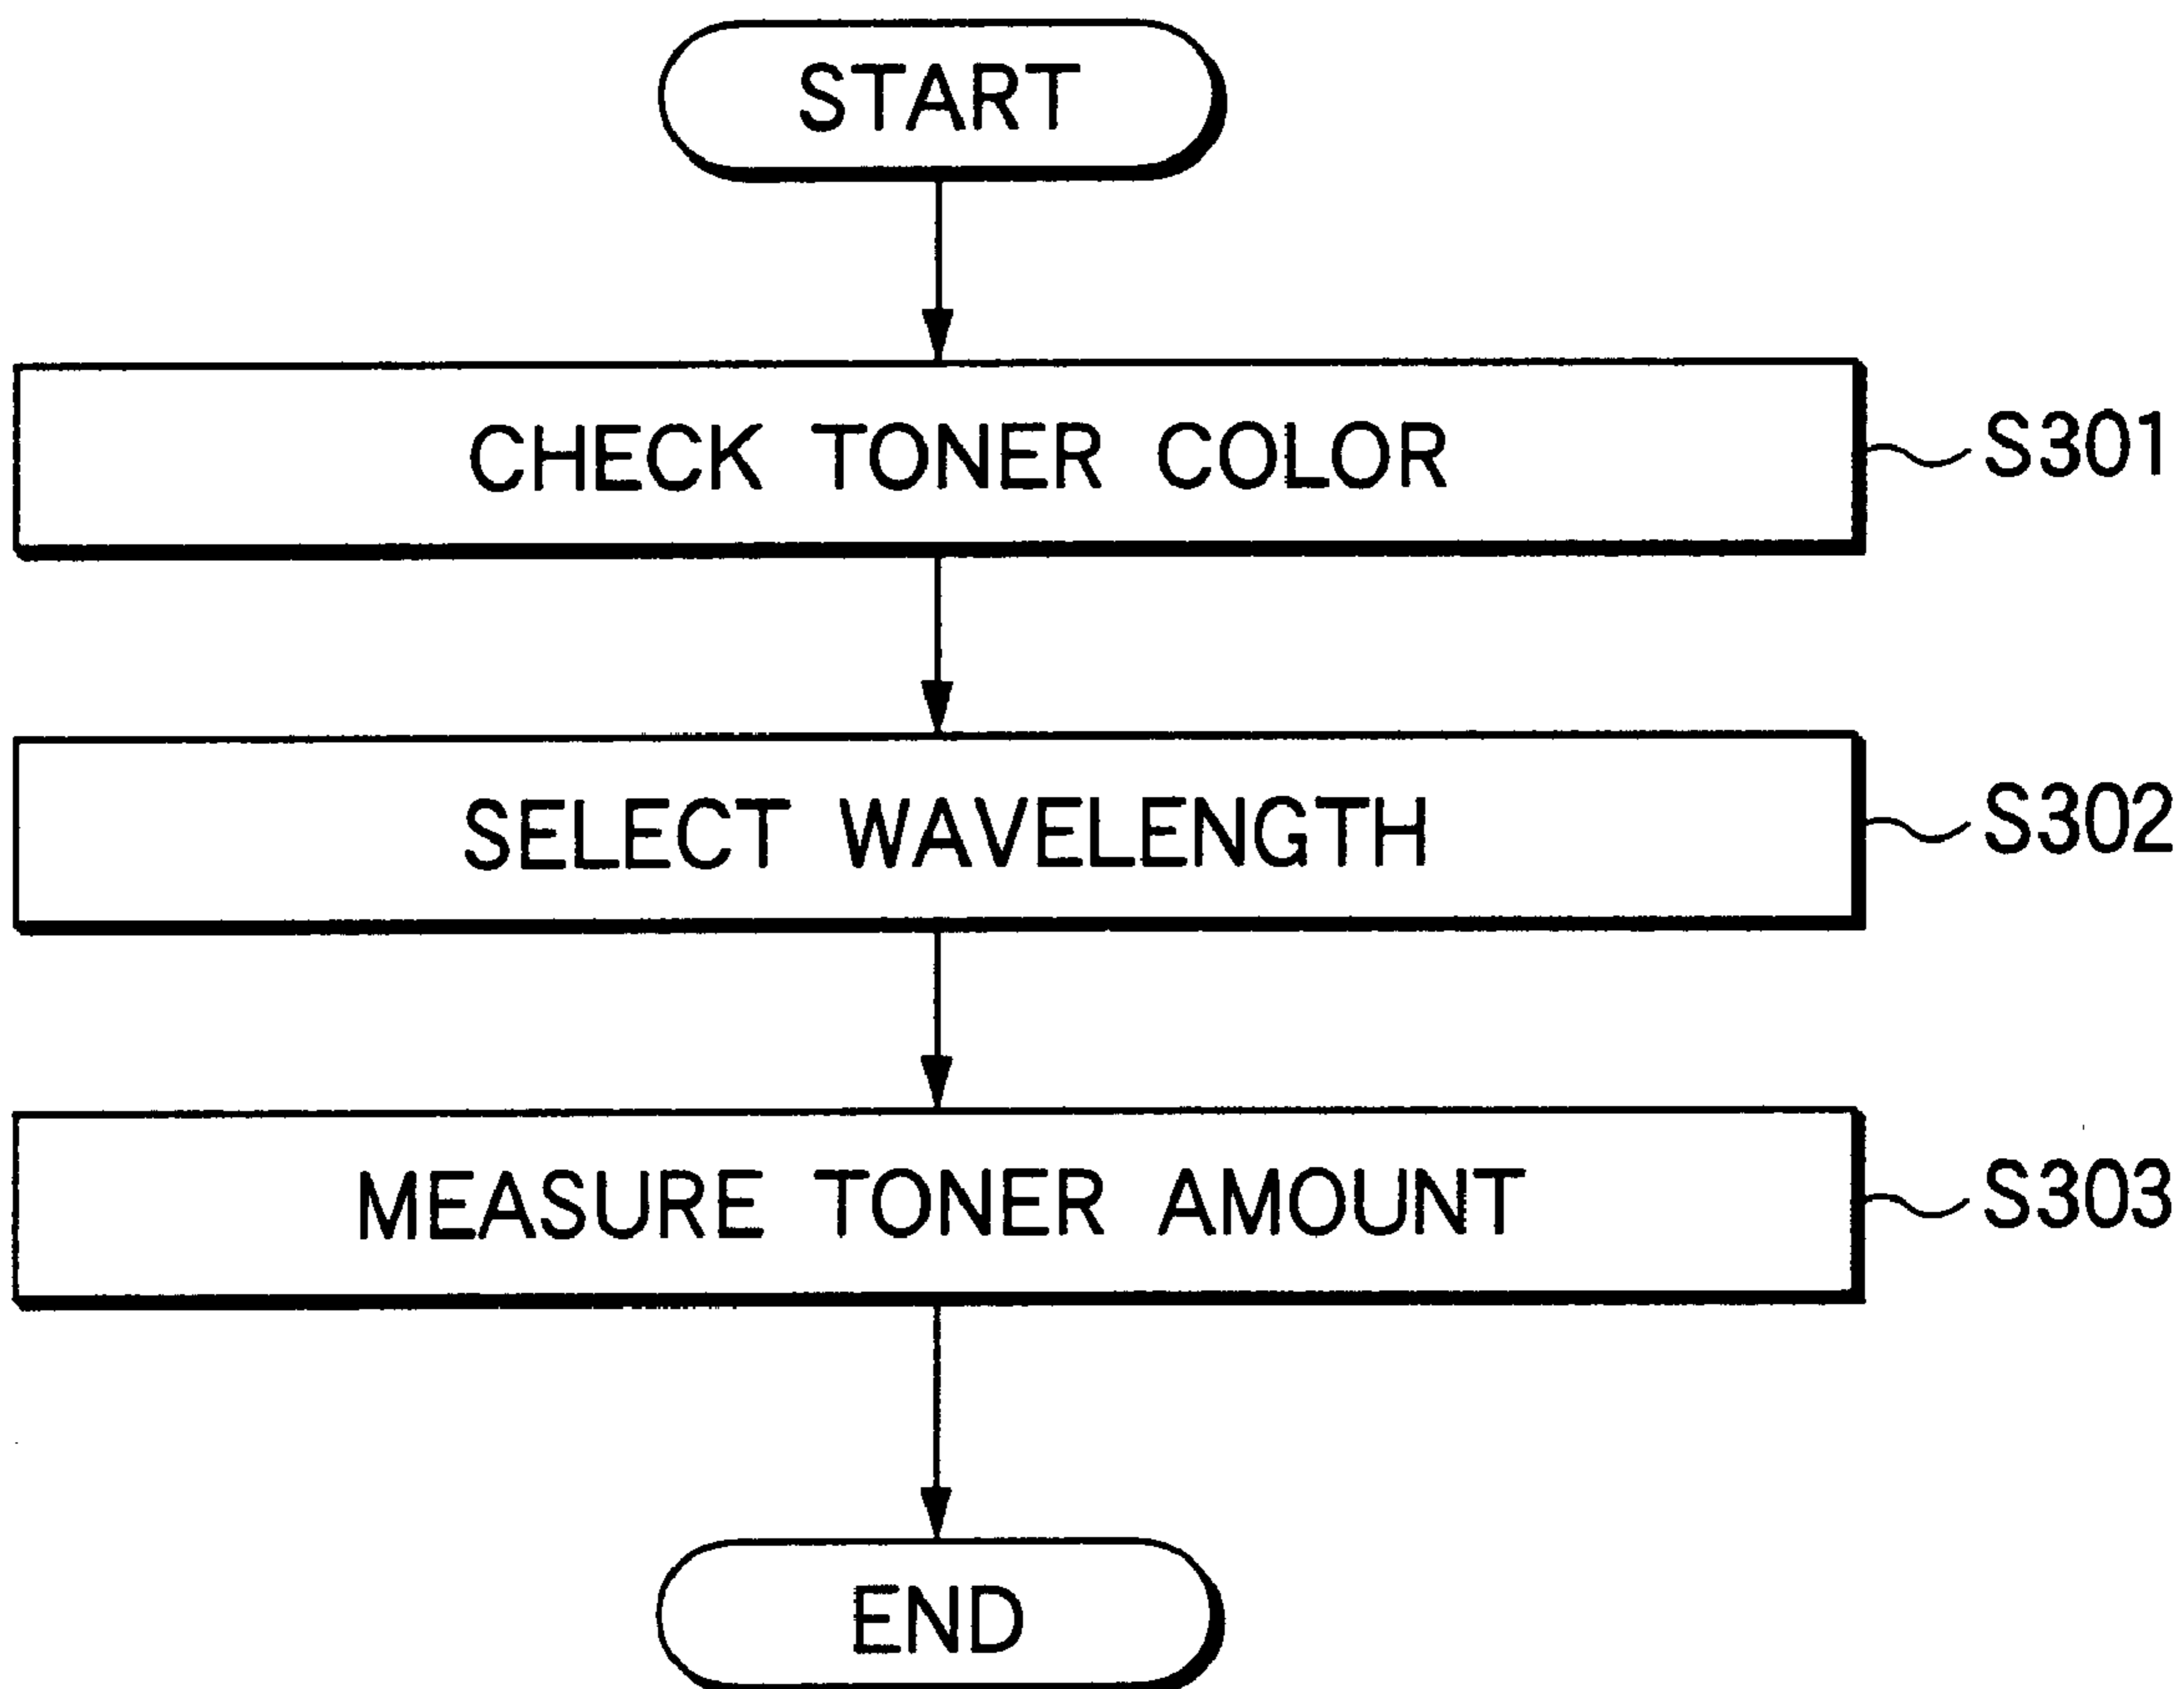 START
CHECK TONER COLOR S301
SELECT WAVELENGTH S302
MEASURE TONER AMOUNT S303
END